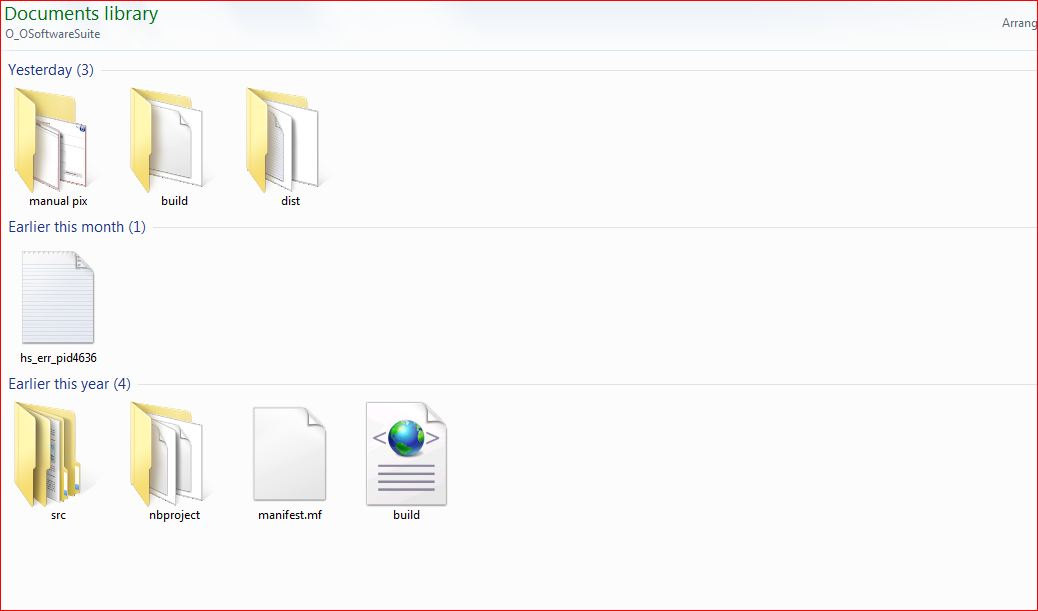 Documents library
O_OSoftwareSuite
Arrang
Yesterday (3)
manual pix
build
dist
Earlier this month (1)
hs_err_pid4636
Earlier this year (4)
src
nbproject
manifest.mf
build